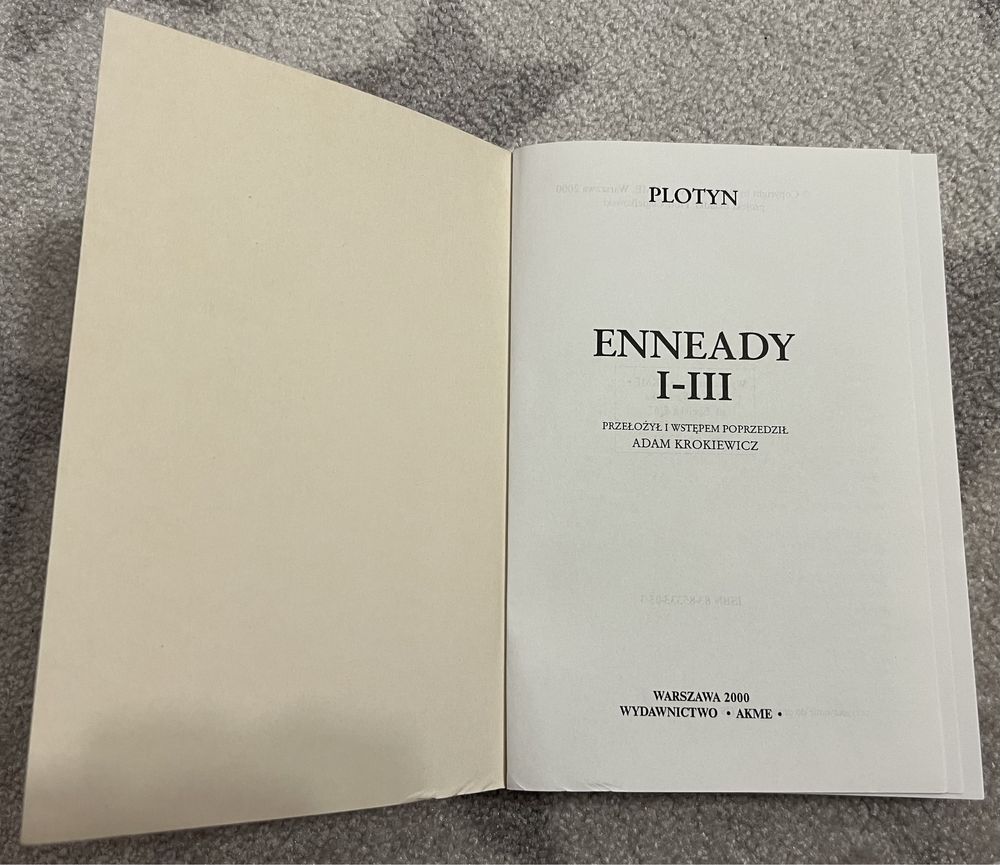 PLOTYN
ENNEADY
I-III
PRZEŁOŻYŁ I WSTĘPEM POPRZEDZIŁ
ADAM KROKIEWICZ
WARSZAWA 2000
WYDAWNICTWO • AKME •